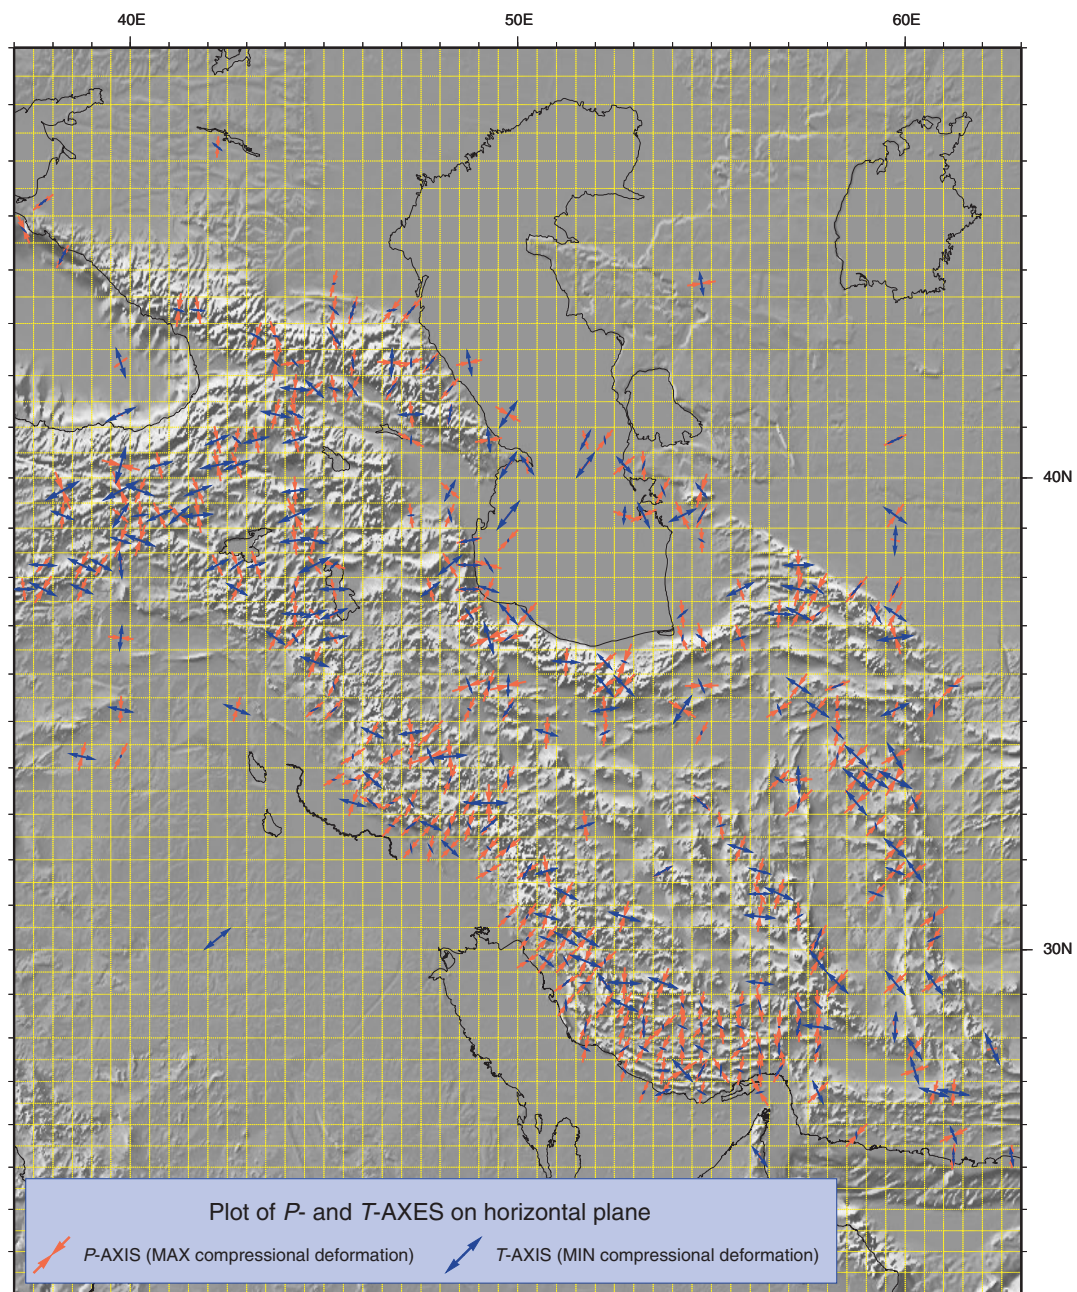 40E 50E 60E
40N
30N
Plot of P- and T-AXES on horizontal plane
P-AXIS (MAX compressional deformation) T-AXIS (MIN compressional deformation)